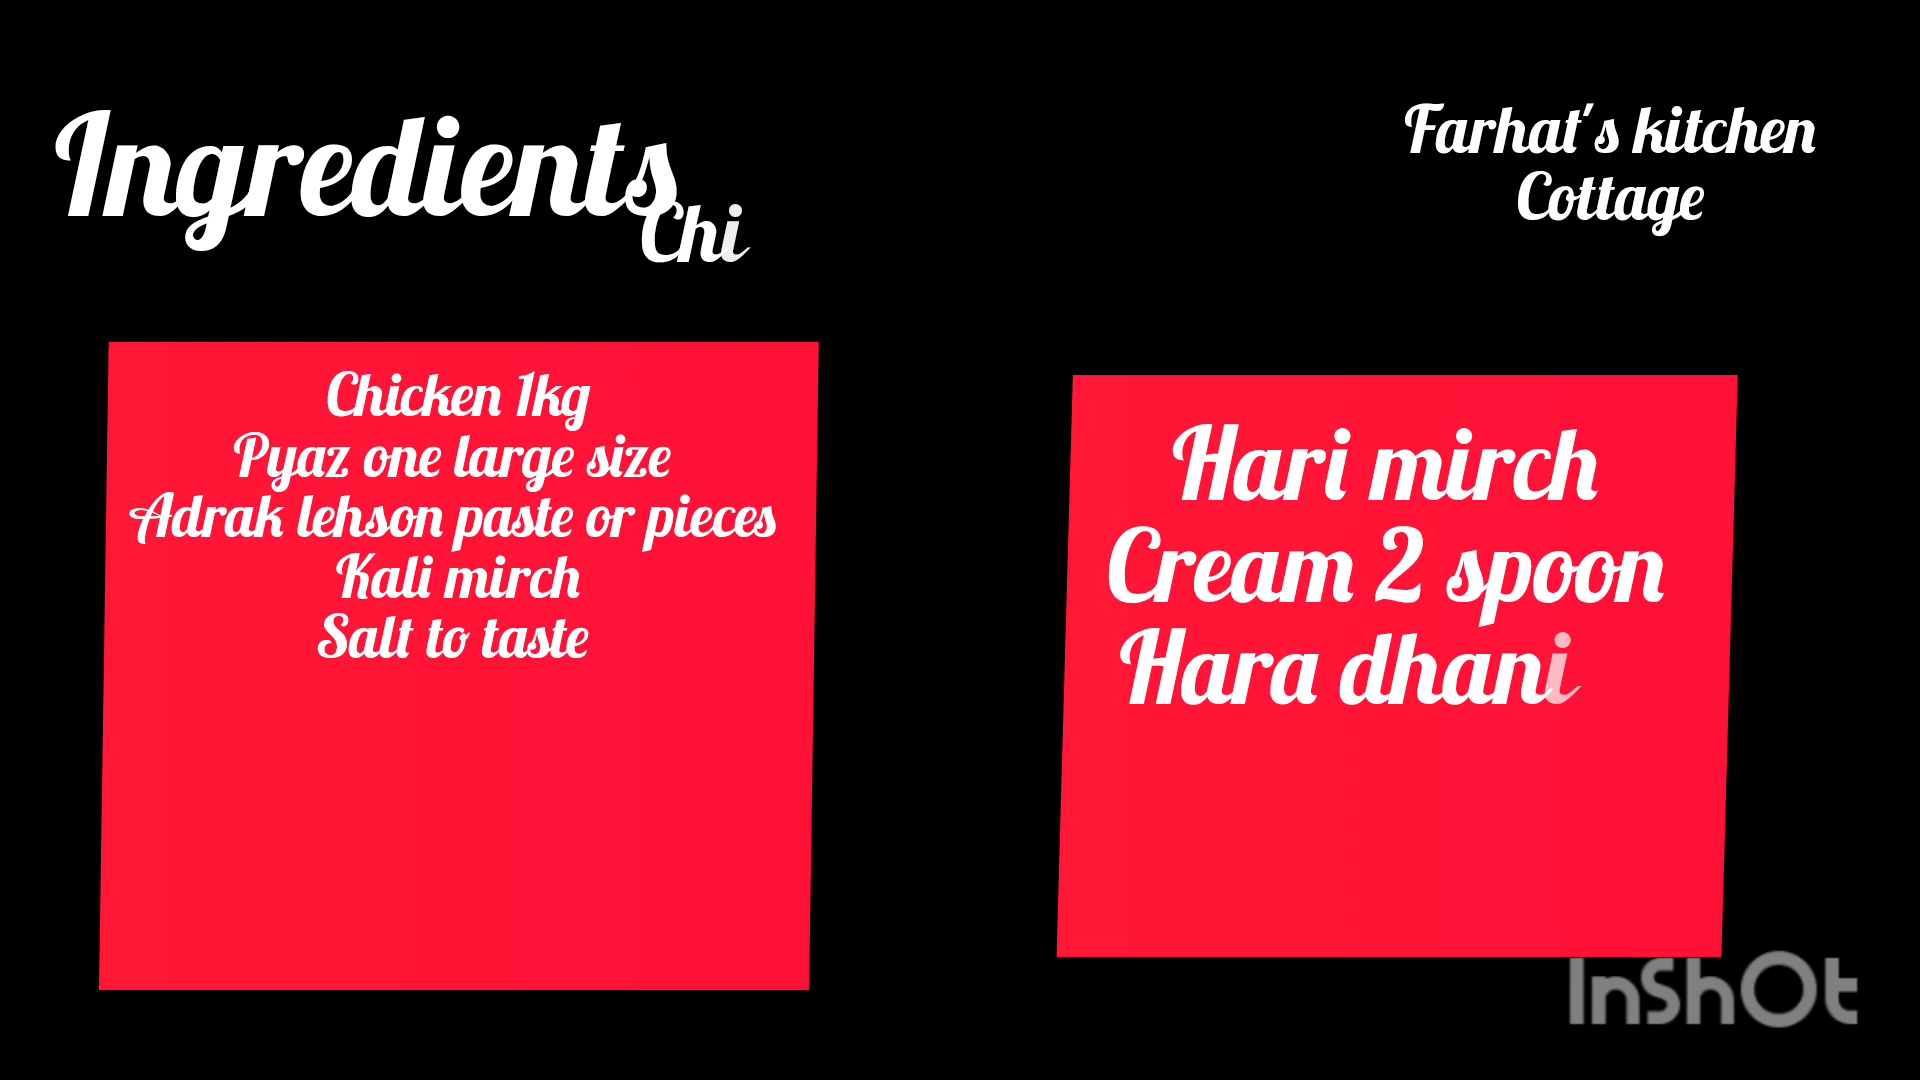 Ingredients
Chi
Farhat's kitchen
Cottage
Chicken 1kg
Pyaz one large size
Adrak lehson paste or pieces
Kali mirch
Salt to taste
Hari mirch
Cream 2 spoon
Hara dhani
InShOt